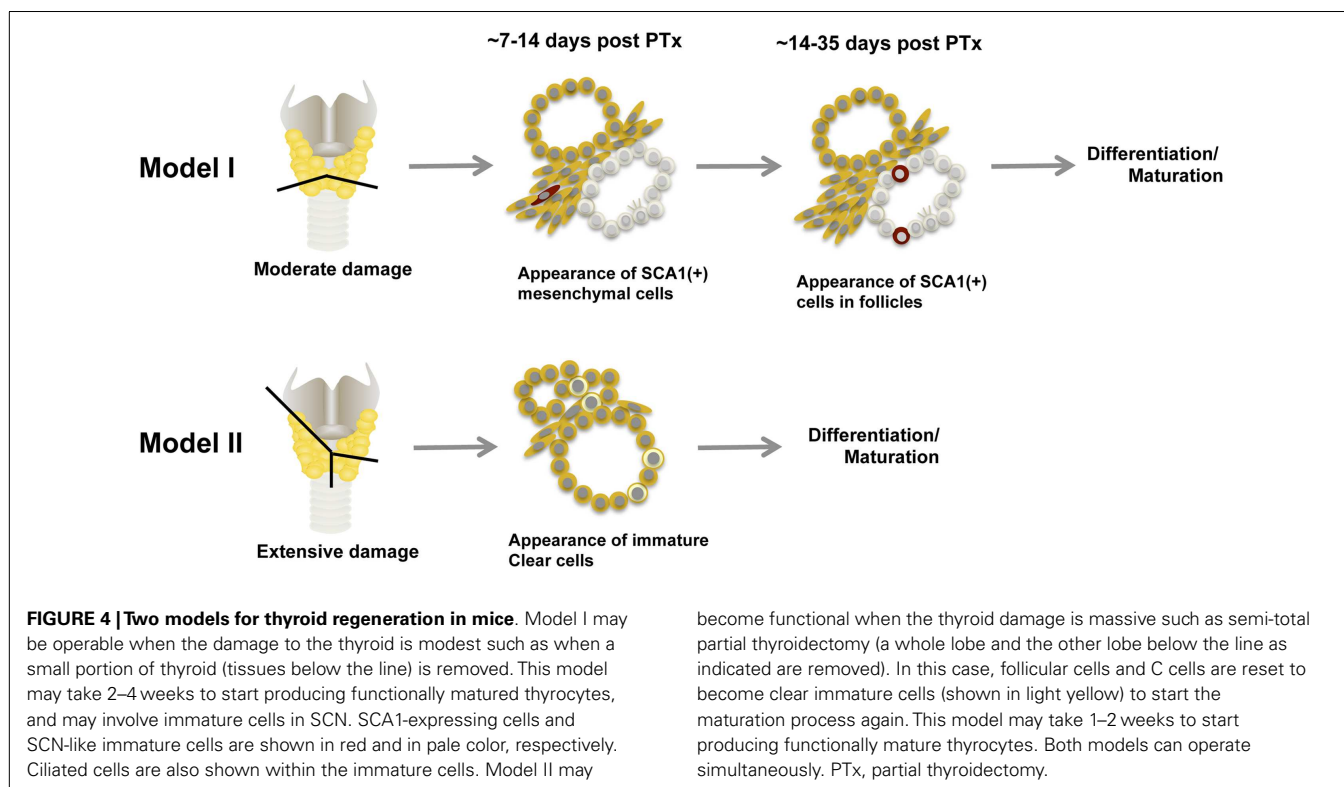 ~7-14 days post PTx
~14-35 days post PTx
Model I
Differentiation/
Maturation
Moderate damage
Appearance of SCA1(+)
mesenchymal cells
Appearance of SCA1(+)
cells in follicles
Model II
Differentiation/
Maturation
Extensive damage
Appearance of immature
Clear cells
FIGURE 4 | Two models for thyroid regeneration in mice. Model I may
be operable when the damage to the thyroid is modest such as when a
small portion of thyroid (tissues below the line) is removed. This model
may take 2–4 weeks to start producing functionally matured thyrocytes,
and may involve immature cells in SCN. SCA1-expressing cells and
SCN-like immature cells are shown in red and in pale color, respectively.
Ciliated cells are also shown within the immature cells. Model II may
become functional when the thyroid damage is massive such as semi-total
partial thyroidectomy (a whole lobe and the other lobe below the line as
indicated are removed). In this case, follicular cells and C cells are reset to
become clear immature cells (shown in light yellow) to start the
maturation process again. This model may take 1–2 weeks to start
producing functionally mature thyrocytes. Both models can operate
simultaneously. PTx, partial thyroidectomy.